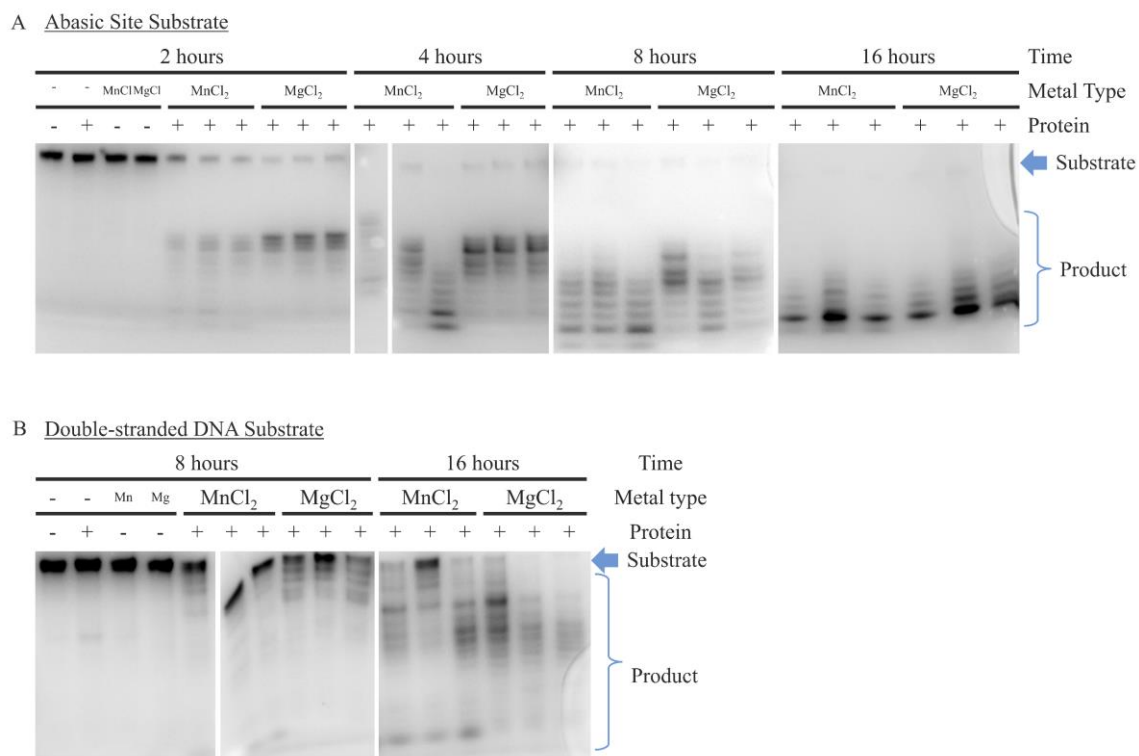 A Abasic Site Substrate
2 hours 4 hours 8 hours 16 hours Time
- - MnCl MgCl MnCl₂ MgCl₂ MnCl₂ MgCl₂ MnCl₂ MgCl₂ MnCl₂ MgCl₂ Metal Type
- + - - + + + + + + + + + + + + + + + + + + + + + + + + Protein
Substrate
Product
B Double-stranded DNA Substrate
8 hours 16 hours Time
- - Mn Mg MnCl₂ MgCl₂ MnCl₂ MgCl₂ Metal type
- + - - + + + + + + + + + + + + Protein
Substrate
Product